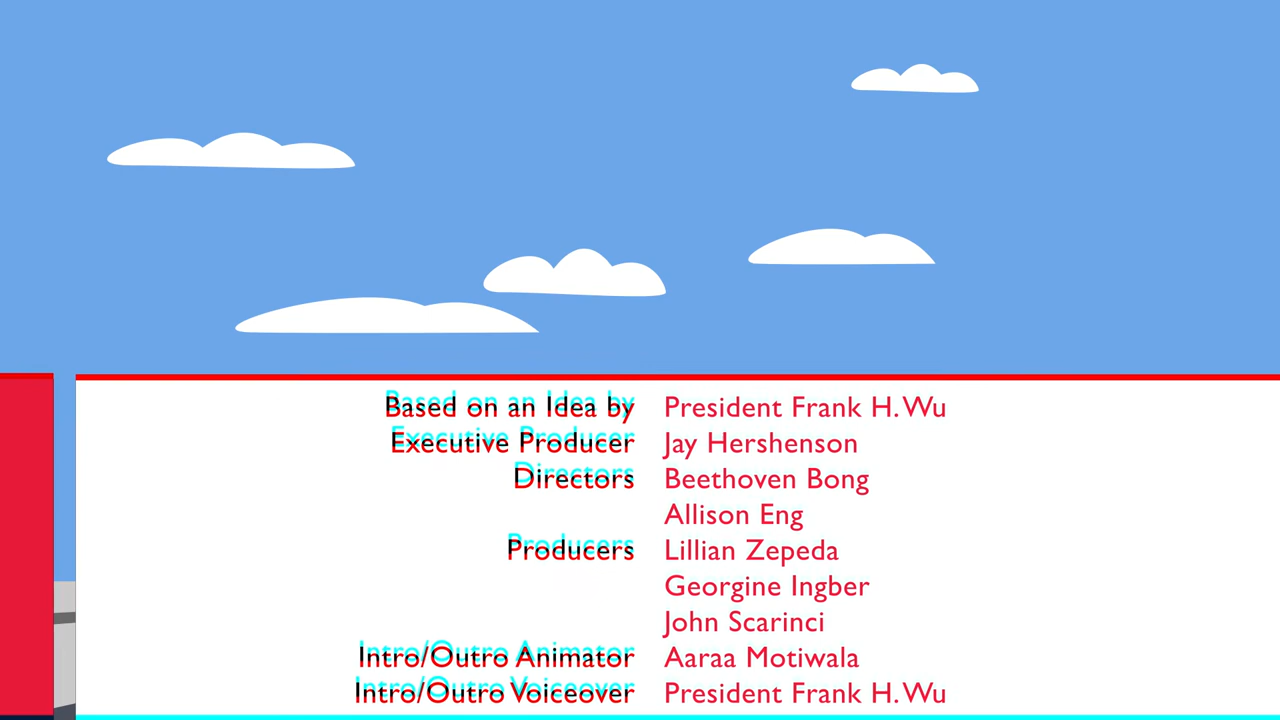 Based on an Idea by President Frank H. Wu
Executive Producer Jay Hershenson
Directors Beethoven Bong
Allison Eng
Producers Lillian Zepeda
Georgine Ingber
John Scarinci
Intro/Outro Animator Aaraa Motiwala
Intro/Outro Voiceover President Frank H. Wu